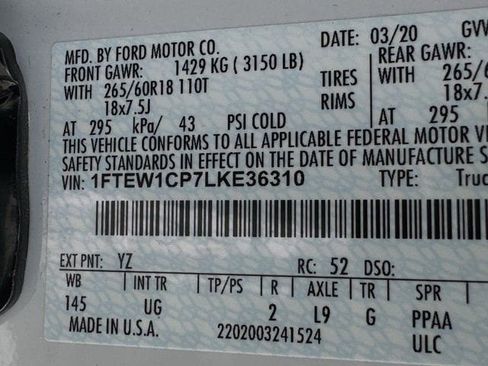 MFD. BY FORD MOTOR CO. DATE: 03/20 GVW
FRONT GAWR: 1429 KG ( 3150 LB) REAR GAWR:
WITH 265/60R18 110T TIRES 265/6
18x7.5J RIMS 18x7.
AT 295 kPa/ 43 PSI COLD AT 295
THIS VEHICLE CONFORMS TO ALL APPLICABLE FEDERAL MOTOR VEH
SAFETY STANDARDS IN EFFECT ON THE DATE OF MANUFACTURE SHOWN
VIN: 1FTEW1CP7LKE36310 TYPE: Truc
EXT PNT: YZ RC: 52 DSO:
WB INT TR TP/PS R AXLE TR SPR
145 UG 2 L9 G PPAA
MADE IN U.S.A. 2202003241524 ULC